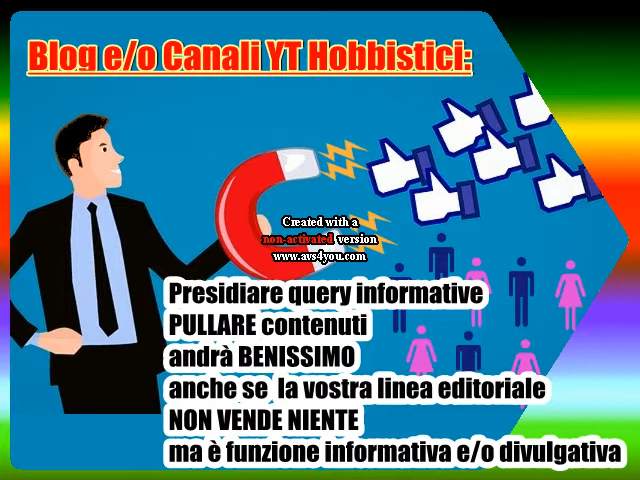 Blog e/o Canali YT Hobbistici:
Created with a
non-activated version
www.avs4you.com
Presidiare query informative
PULLARE contenuti
andrà BENISSIMO
anche se la vostra linea editoriale
NON VENDE NIENTE
ma è funzione informativa e/o divulgativa